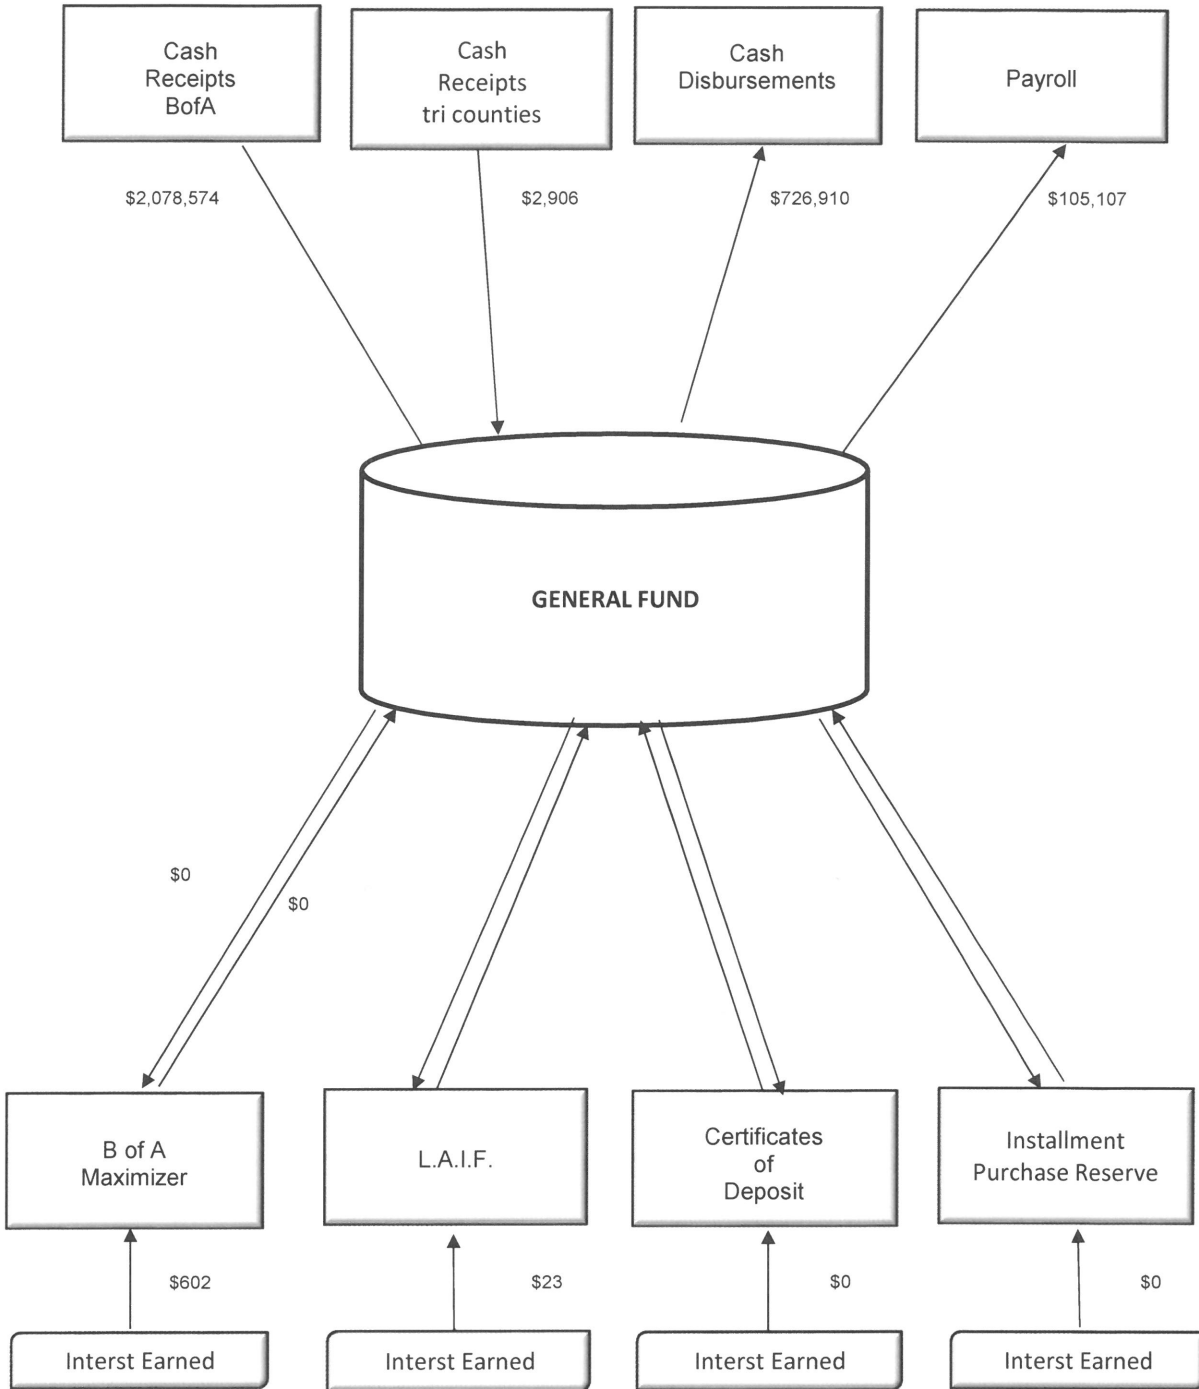 Cash
Receipts
BofA
Cash
Receipts
tri counties
Cash
Disbursements
Payroll
$2,078,574
$2,906
$726,910
$105,107
GENERAL FUND
$0
$0
B of A
Maximizer
L.A.I.F.
Certificates
of
Deposit
Installment
Purchase Reserve
$602
$23
$0
$0
Interst Earned
Interst Earned
Interst Earned
Interst Earned